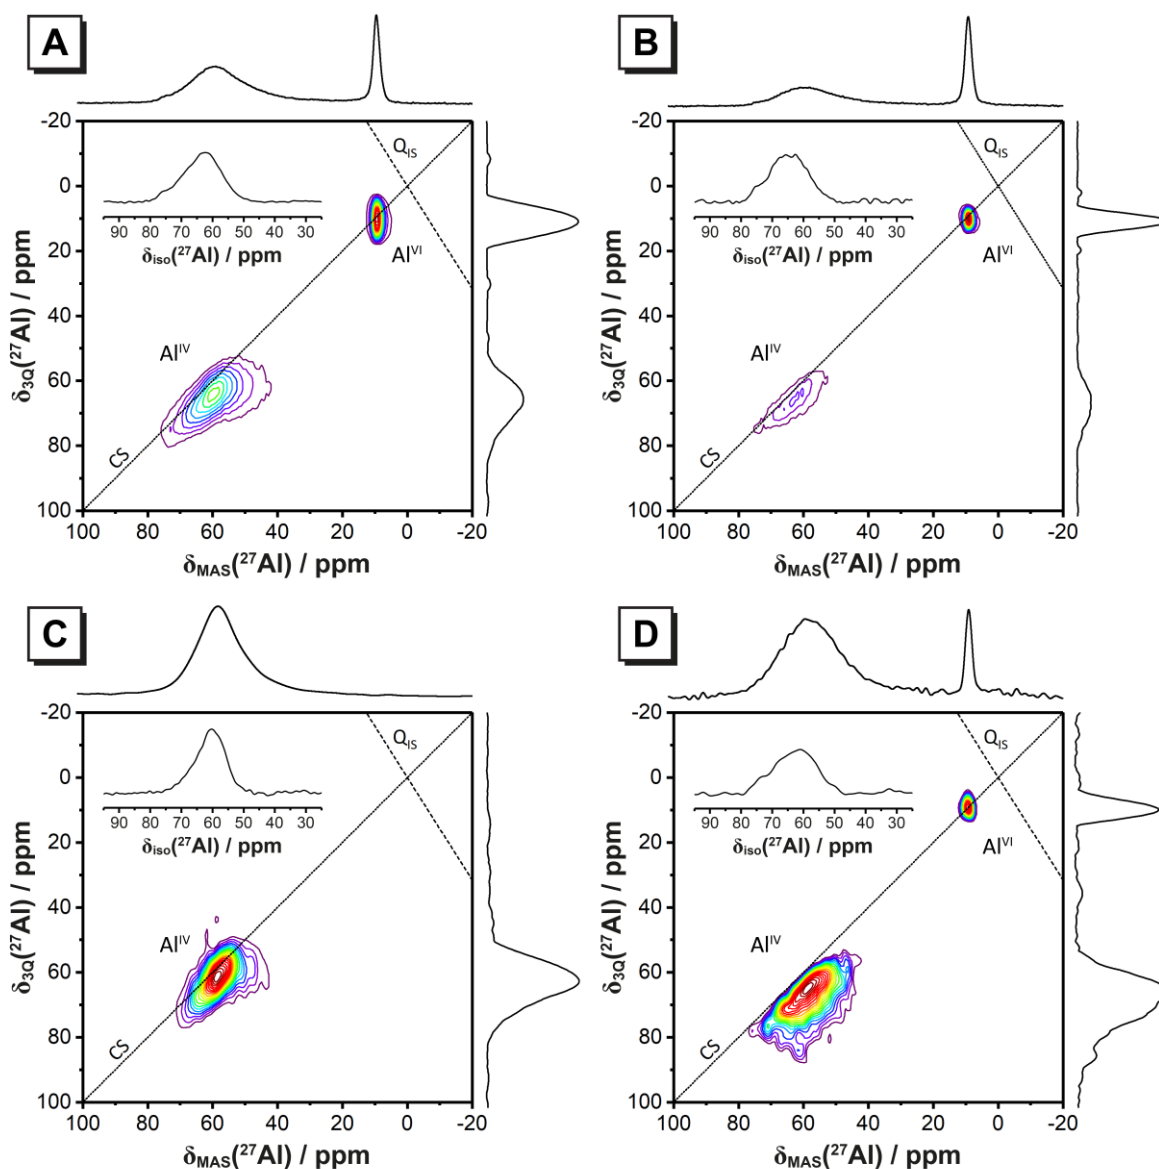 A
B
-20
0
20
40
60
80
100
δ3Q(27Al) / ppm
QIS
90 80 70 60 50 40 30
δiso(27Al) / ppm
AlVI
AlIV
CS
100 80 60 40 20 0 -20
δMAS(27Al) / ppm
-20
0
20
40
60
80
100
δ3Q(27Al) / ppm
QIS
90 80 70 60 50 40 30
δiso(27Al) / ppm
AlVI
AlIV
CS
100 80 60 40 20 0 -20
δMAS(27Al) / ppm
C
D
-20
0
20
40
60
80
100
δ3Q(27Al) / ppm
QIS
90 80 70 60 50 40 30
δiso(27Al) / ppm
AlIV
CS
100 80 60 40 20 0 -20
δMAS(27Al) / ppm
-20
0
20
40
60
80
100
δ3Q(27Al) / ppm
QIS
90 80 70 60 50 40 30
δiso(27Al) / ppm
AlVI
AlIV
CS
100 80 60 40 20 0 -20
δMAS(27Al) / ppm